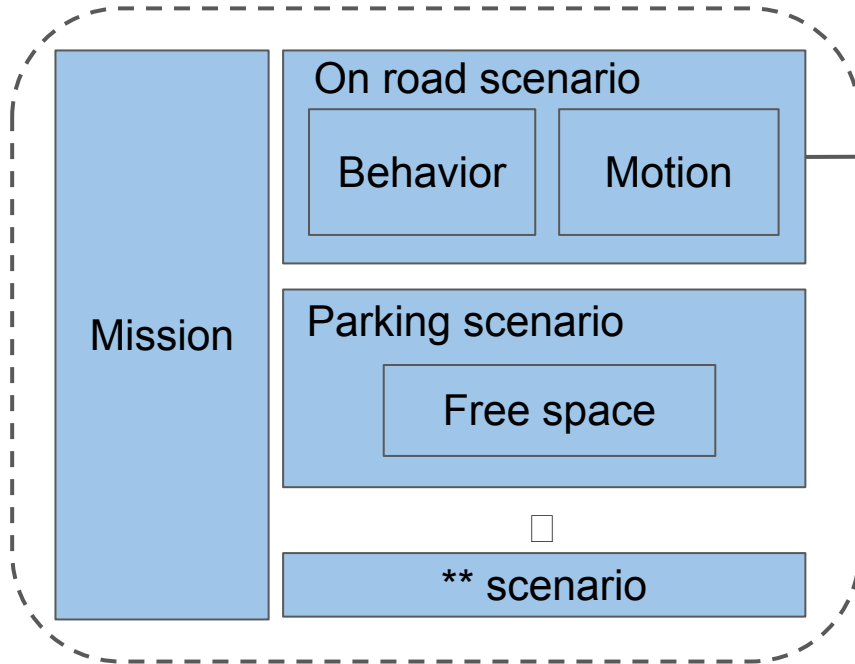 Mission
On road scenario
Behavior
Motion
Parking scenario
Free space
** scenario